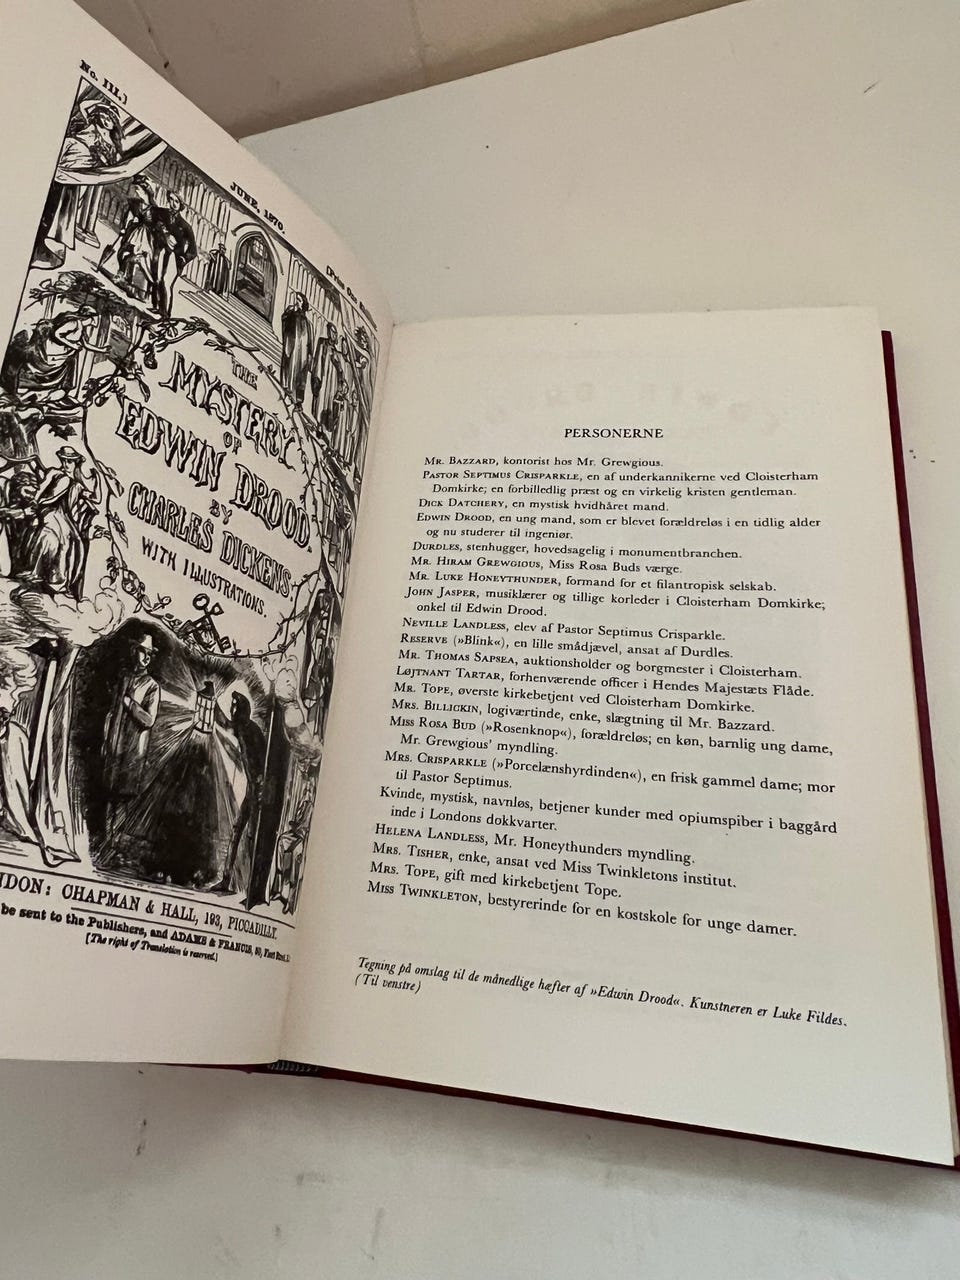 No. III.]
JUNE, 1870.
[Price One
THE
MYSTERY
OF
EDWIN DROOD.
BY
CHARLES DICKENS.
WITH ILLUSTRATIONS.
NDON: CHAPMAN & HALL, 193, PICCADILLY.
be sent to the Publishers, and ADAMS & FRANCIS, 59, Fleet
[The right of Translation is reserved.]
PERSONERNE
MR. BAZZARD, kontorist hos Mr. Grewgious.
PASTOR SEPTIMUS CRISPARKLE, en af underkannikerne ved Cloisterham
Domkirke; en forbilledlig præst og en virkelig kristen gentleman.
DICK DATCHERY, en mystisk hvidhåret mand.
EDWIN DROOD, en ung mand, som er blevet forældreløs i en tidlig alder
og nu studerer til ingeniør.
DURDLES, stenhugger, hovedsagelig i monumentbranchen.
MR. HIRAM GREWGIOUS, Miss Rosa Buds værge.
MR. LUKE HONEYTHUNDER, formand for et filantropisk selskab.
JOHN JASPER, musiklærer og tillige korleder i Cloisterham Domkirke;
onkel til Edwin Drood.
NEVILLE LANDLESS, elev af Pastor Septimus Crisparkle.
RESERVE (»Blink«), en lille smådjævel, ansat af Durdles.
MR. THOMAS SAPSEA, auktionsholder og borgmester i Cloisterham.
LØJTNANT TARTAR, forhenværende officer i Hendes Majestæts Flåde.
MR. TOPE, øverste kirkebetjent ved Cloisterham Domkirke.
MRS. BILLICKIN, logiværtinde, enke, slægtning til Mr. Bazzard.
MISS ROSA BUD (»Rosenknop«), forældreløs; en køn, barnlig ung dame,
Mr. Grewgious' myndling.
MRS. CRISPARKLE (»Porcelænshyrdinden«), en frisk gammel dame; mor
til Pastor Septimus.
Kvinde, mystisk, navnløs, betjener kunder med opiumspiber i baggård
inde i Londons dokkvarter.
HELENA LANDLESS, Mr. Honeythunders myndling.
MRS. TISHER, enke, ansat ved Miss Twinkletons institut.
MRS. TOPE, gift med kirkebetjent Tope.
MISS TWINKLETON, bestyrerinde for en kostskole for unge damer.
Tegning på omslag til de månedlige hæfter af »Edwin Drood«. Kunstneren er Luke Fildes.
(Til venstre)